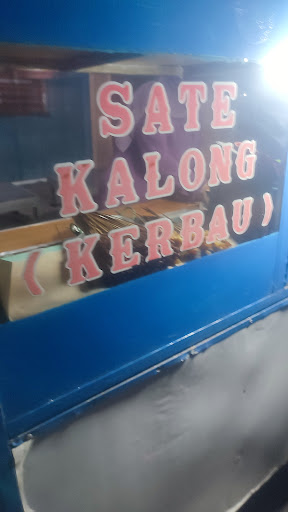 SATE
KALONG
( KERBAU )